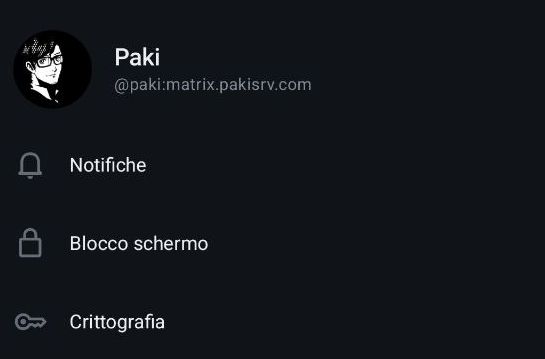 Paki
@paki:matrix.pakisrv.com
Notifiche
Blocco schermo
Crittografia